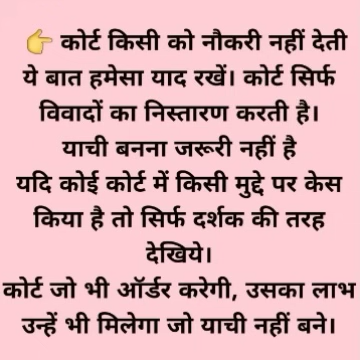 👉 कोर्ट किसी को नौकरी नहीं देती
ये बात हमेसा याद रखें। कोर्ट सिर्फ
विवादों का निस्तारण करती है।
याची बनना जरूरी नहीं है
यदि कोई कोर्ट में किसी मुद्दे पर केस
किया है तो सिर्फ दर्शक की तरह
देखिये।
कोर्ट जो भी ऑर्डर करेगी, उसका लाभ
उन्हें भी मिलेगा जो याची नहीं बने।